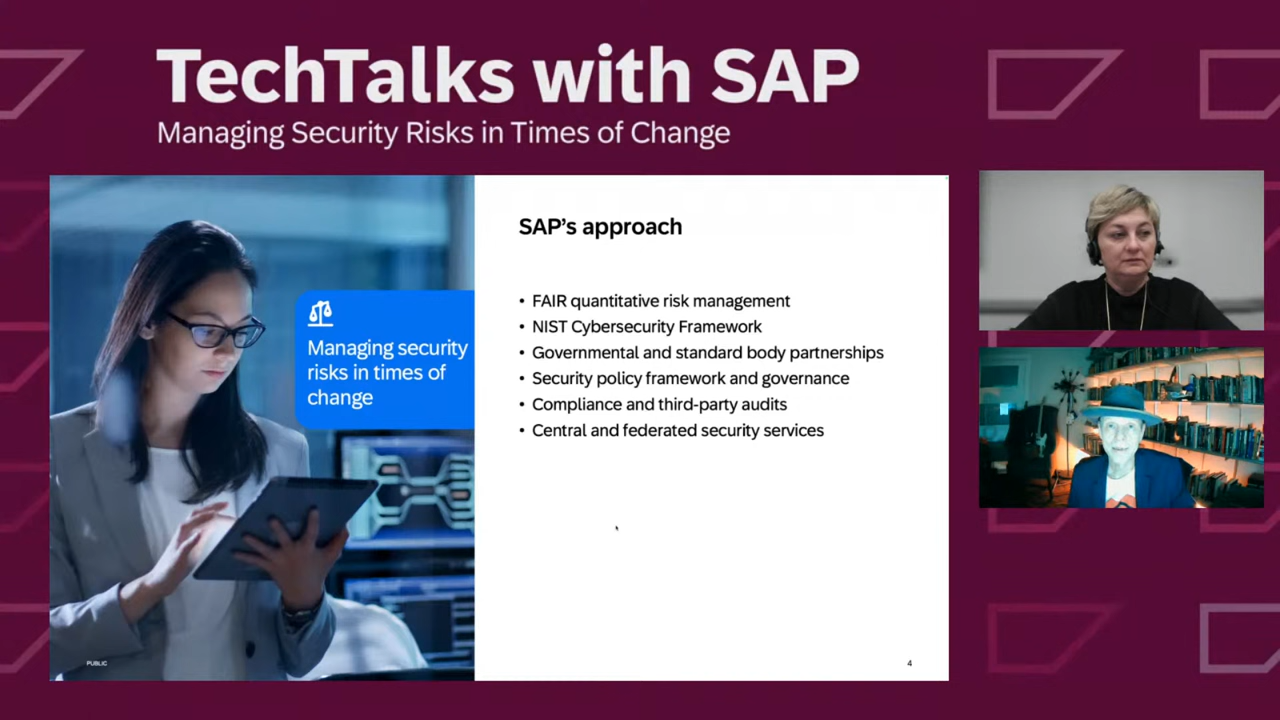 TechTalks with SAP
Managing Security Risks in Times of Change
Managing security
risks in times of
change
PUBLIC
SAP’s approach
• FAIR quantitative risk management
• NIST Cybersecurity Framework
• Governmental and standard body partnerships
• Security policy framework and governance
• Compliance and third-party audits
• Central and federated security services
4